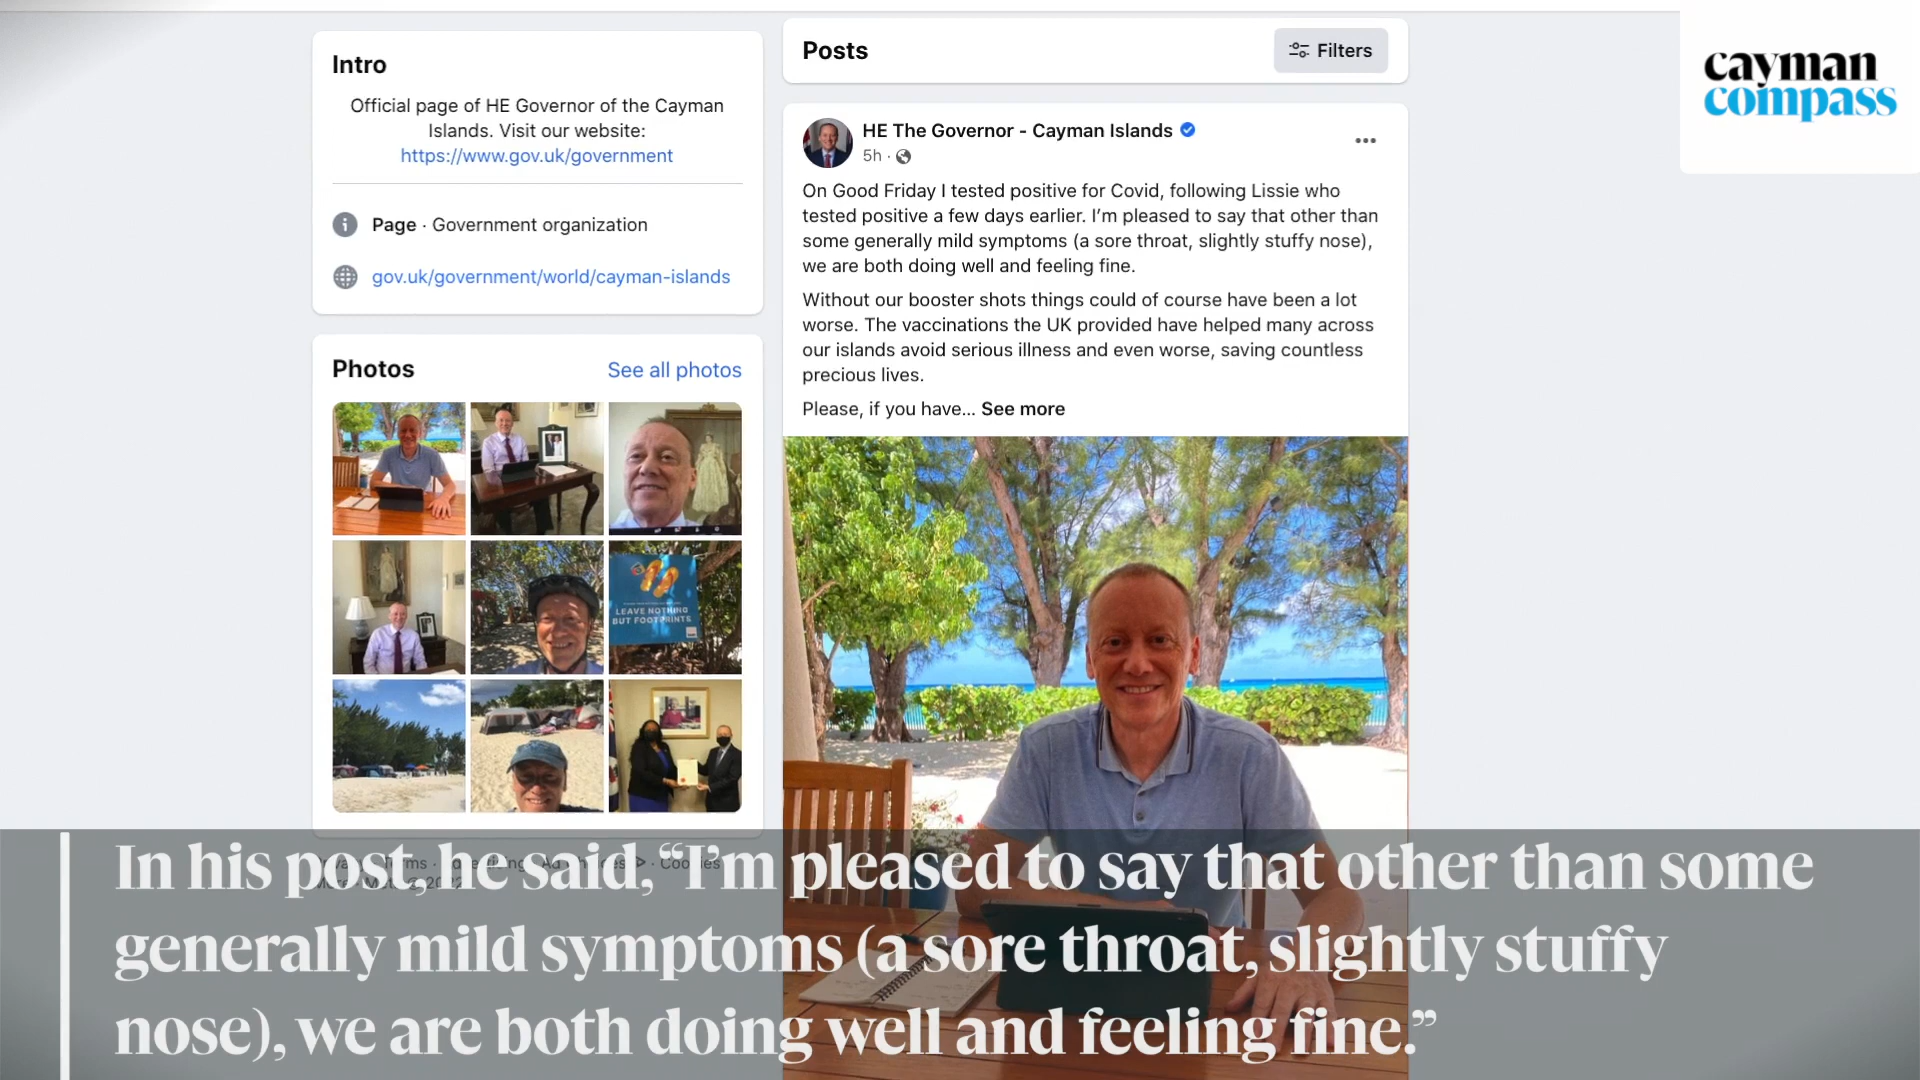 Intro
Official page of HE Governor of the Cayman
Islands. Visit our website:
https://www.gov.uk/government
Page · Government organization
gov.uk/government/world/cayman-islands
Photos
See all photos
LEAVE NOTHING
BUT FOOTPRINTS
Posts
Filters
HE The Governor - Cayman Islands
5h ·
On Good Friday I tested positive for Covid, following Lissie who
tested positive a few days earlier. I’m pleased to say that other than
some generally mild symptoms (a sore throat, slightly stuffy nose),
we are both doing well and feeling fine.
Without our booster shots things could of course have been a lot
worse. The vaccinations the UK provided have helped many across
our islands avoid serious illness and even worse, saving countless
precious lives.
Please, if you have... See more
cayman
compass
In his post, he said, “I’m pleased to say that other than some
generally mild symptoms (a sore throat, slightly stuffy
nose), we are both doing well and feeling fine.”